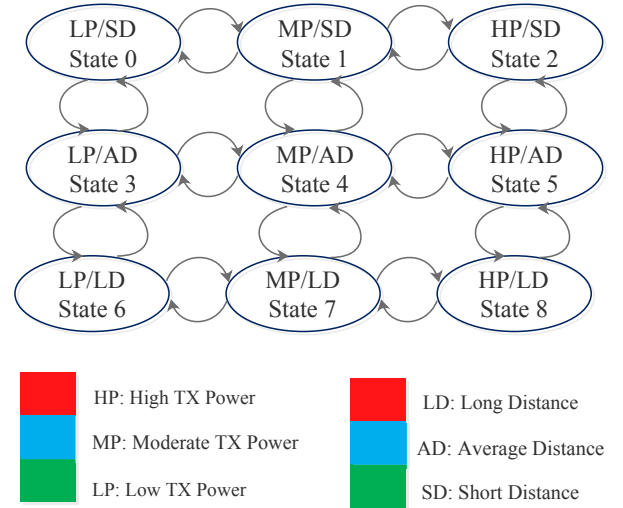 LP/SD
State 0
MP/SD
State 1
HP/SD
State 2
LP/AD
State 3
MP/AD
State 4
HP/AD
State 5
LP/LD
State 6
MP/LD
State 7
HP/LD
State 8
HP: High TX Power
MP: Moderate TX Power
LP: Low TX Power
LD: Long Distance
AD: Average Distance
SD: Short Distance